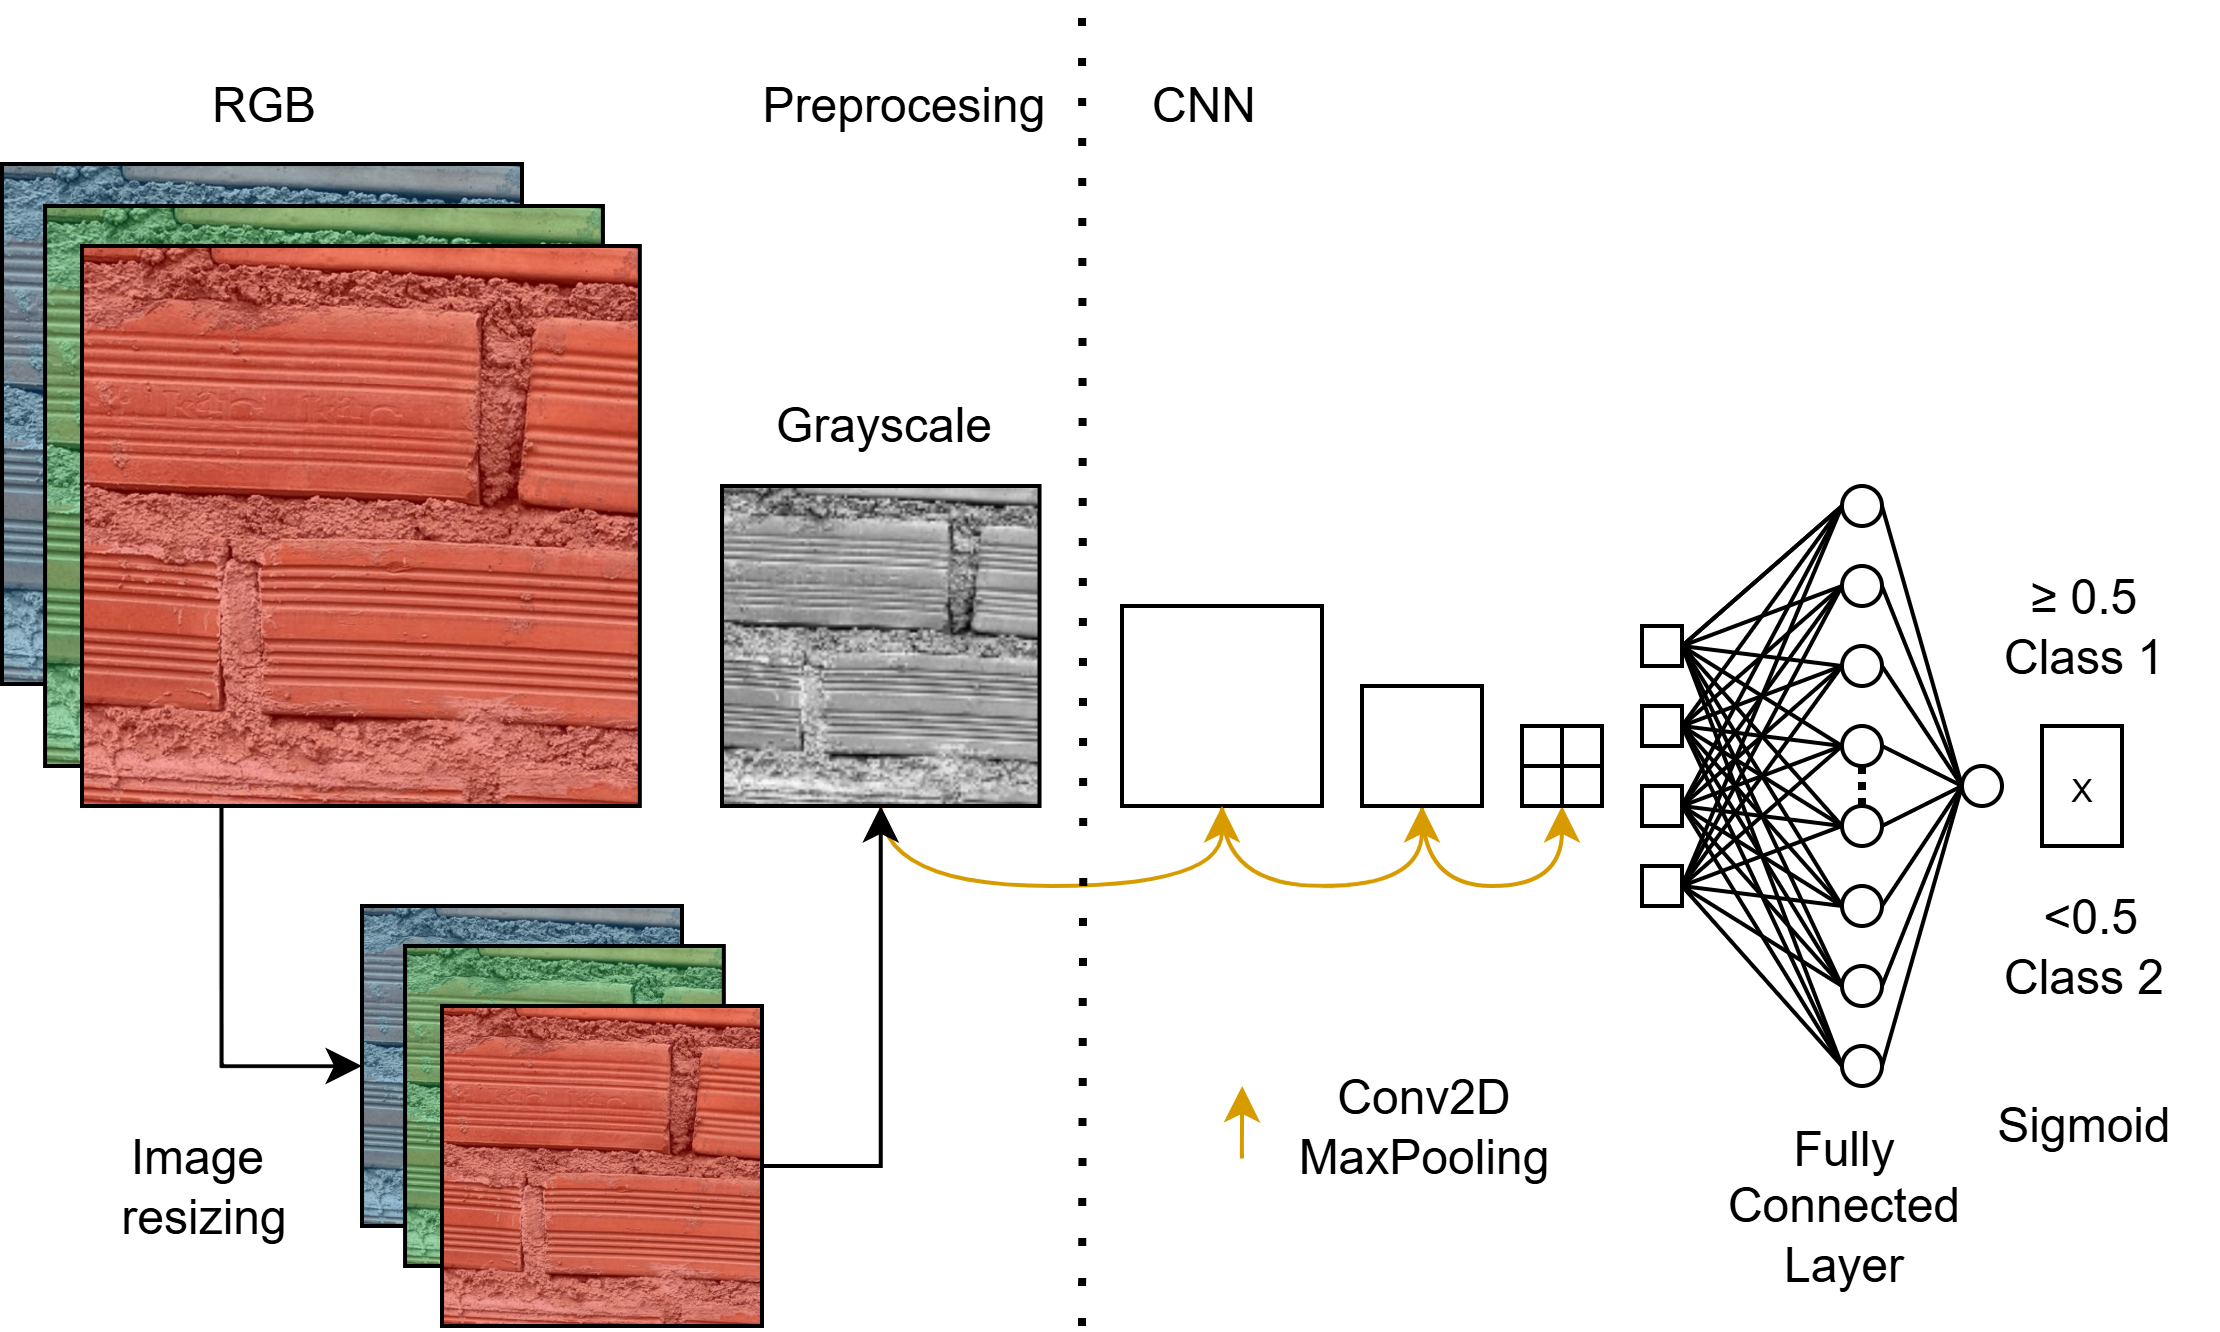 RGB
Preprocesing
CNN
Grayscale
≥ 0.5
Class 1
X
<0.5
Class 2
Image
resizing
Conv2D
MaxPooling
Fully
Connected
Layer
Sigmoid